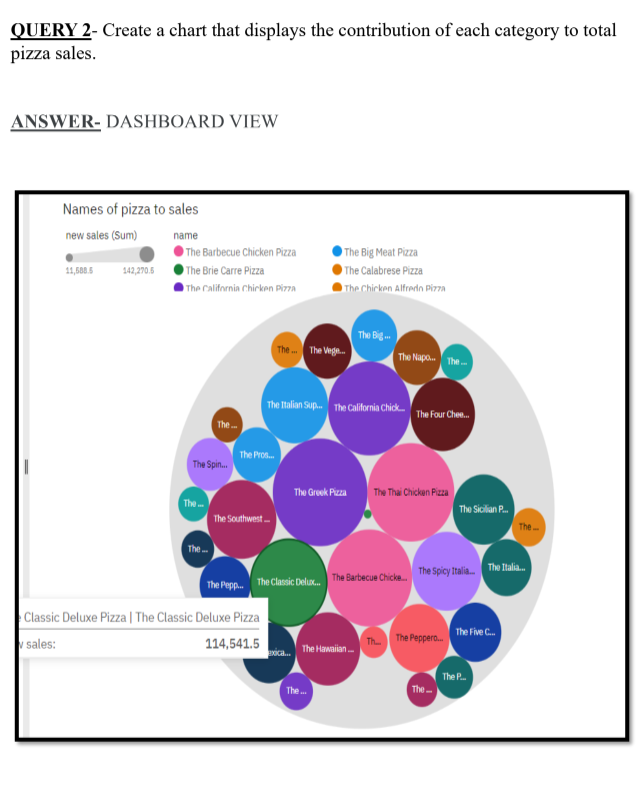 QUERY 2- Create a chart that displays the contribution of each category to total
pizza sales.
ANSWER- DASHBOARD VIEW
Names of pizza to sales
new sales (Sum)
11,588.5 142,270.6
name
The Barbecue Chicken Pizza
The Big Meat Pizza
The Brie Carre Pizza
The Calabrese Pizza
The California Chicken Pizza
The Chicken Alfredo Pizza
The Big ...
The ...
The Vege...
The Napo...
The ...
The Italian Sup...
The California Chick...
The Four Chee...
The ...
The Pros...
The Spin...
The Greek Pizza
The Thai Chicken Pizza
The ...
The Southwest ...
The Sicilian P...
The ...
The ...
The Pepp...
The Classic Delux...
The Barbecue Chicke...
The Spicy Italia...
The Italia...
Classic Deluxe Pizza | The Classic Deluxe Pizza
sales: 114,541.5
exica...
The Hawaiian ...
Th...
The Peppero...
The Five C...
The P...
The ...
The ...